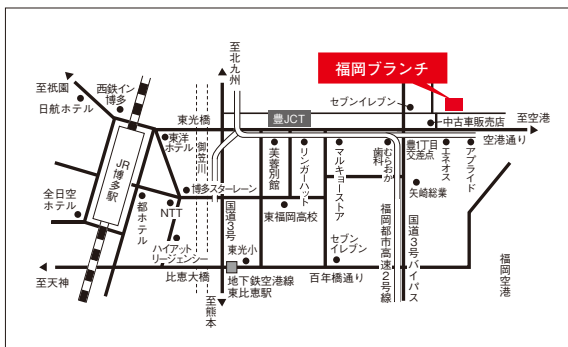 至北九州
福岡ブランチ
至祇園
西鉄イン
博多
日航ホテル
セブンイレブン
東光橋
豊JCT
中古車販売店
至空港
空港通り
東洋
ホテル
御笠川
JR博多駅
芙蓉別館
リンガーハット
マルキョーストア
むらおか
歯科
豊1丁目
交差点
エネオス
アプライド
矢崎総業
博多スターレーン
全日空
ホテル
都ホテル
NTT
国道3号
東福岡高校
ハイアット
リージェンシー
東光小
セブン
イレブン
福岡都市高速2号線
国道3号バイパス
福岡空港
至天神
比恵大橋
地下鉄空港線
東比恵駅
百年橋通り
至熊本